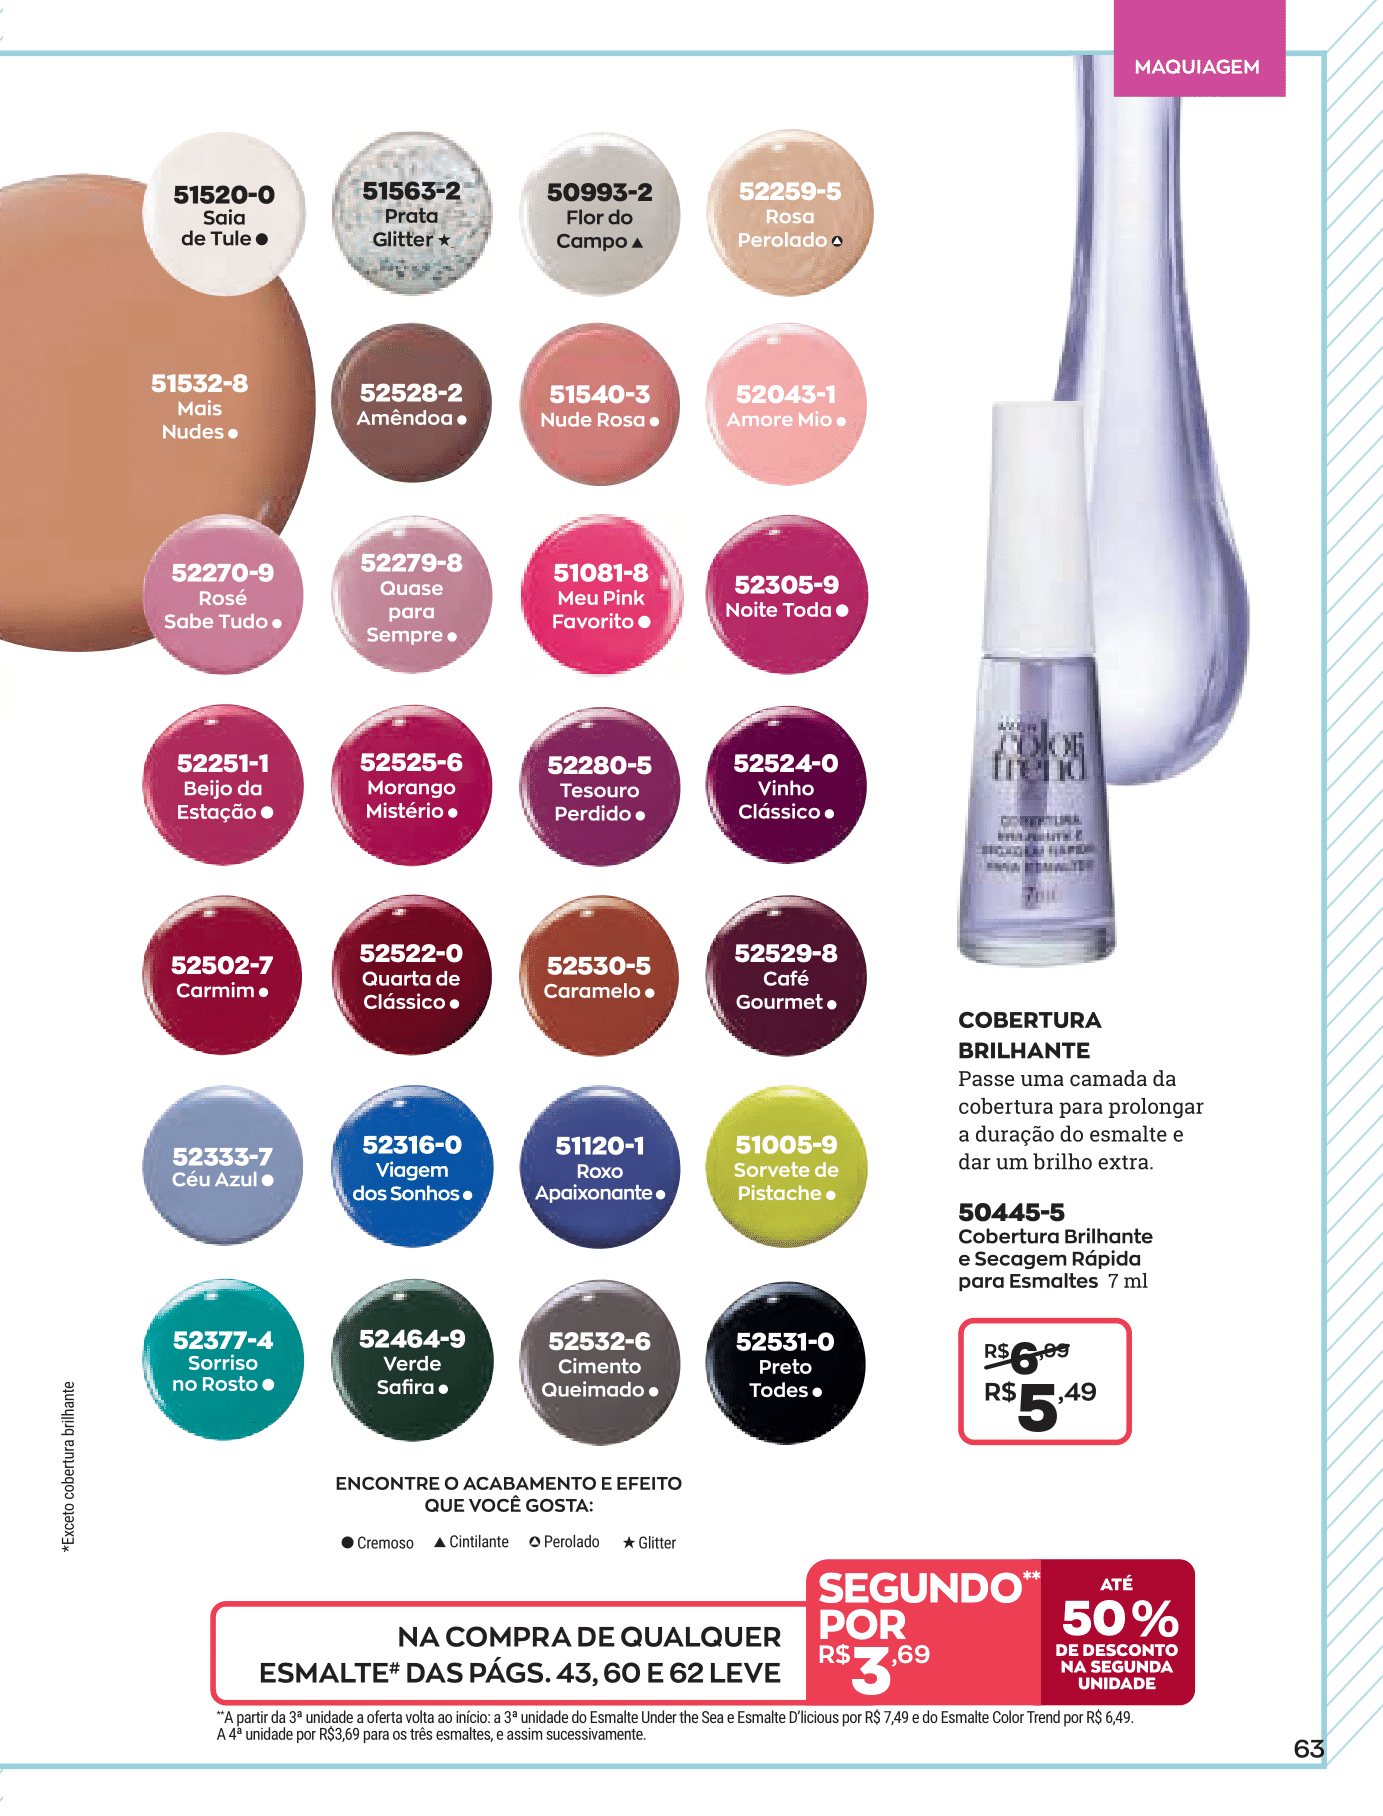 MAQUIAGEM
51520-0
Saia
de Tule ●
51563-2
Prata
Glitter ★
50993-2
Flor do
Campo ▲
52259-5
Rosa
Perolado
51532-8
Mais
Nudes ●
52528-2
Amêndoa ●
51540-3
Nude Rosa ●
52043-1
Amore Mio ●
52270-9
Rosé
Sabe Tudo ●
52279-8
Quase
para
Sempre ●
51081-8
Meu Pink
Favorito ●
52305-9
Noite Toda ●
52251-1
Beijo da
Estação ●
52525-6
Morango
Mistério ●
52280-5
Tesouro
Perdido ●
52524-0
Vinho
Clássico ●
52502-7
Carmim ●
52522-0
Quarta de
Clássico ●
52530-5
Caramelo ●
52529-8
Café
Gourmet ●
52333-7
Céu Azul ●
52316-0
Viagem
dos Sonhos ●
51120-1
Roxo
Apaixonante ●
51005-9
Sorvete de
Pistache ●
52377-4
Sorriso
no Rosto ●
52464-9
Verde
Safira ●
52532-6
Cimento
Queimado ●
52531-0
Preto
Todes ●
AVON
color
trend
COBERTURA
BRILHANTE E
SECAGEM RÁPIDA
PARA ESMALTES
7 ml
COBERTURA
BRILHANTE
Passe uma camada da
cobertura para prolongar
a duração do esmalte e
dar um brilho extra.
50445-5
Cobertura Brilhante
e Secagem Rápida
para Esmaltes 7 ml
R$6,99
R$5,49
*Exceto cobertura brilhante
ENCONTRE O ACABAMENTO E EFEITO
QUE VOCÊ GOSTA:
● Cremoso ▲ Cintilante Perolado ★ Glitter
NA COMPRA DE QUALQUER
ESMALTE# DAS PÁGS. 43, 60 E 62 LEVE
SEGUNDO**
POR
R$3,69
ATÉ
50%
DE DESCONTO
NA SEGUNDA
UNIDADE
**A partir da 3ª unidade a oferta volta ao início: a 3ª unidade do Esmalte Under the Sea e Esmalte D'licious por R$ 7,49 e do Esmalte Color Trend por R$ 6,49.
A 4ª unidade por R$3,69 para os três esmaltes, e assim sucessivamente.
63